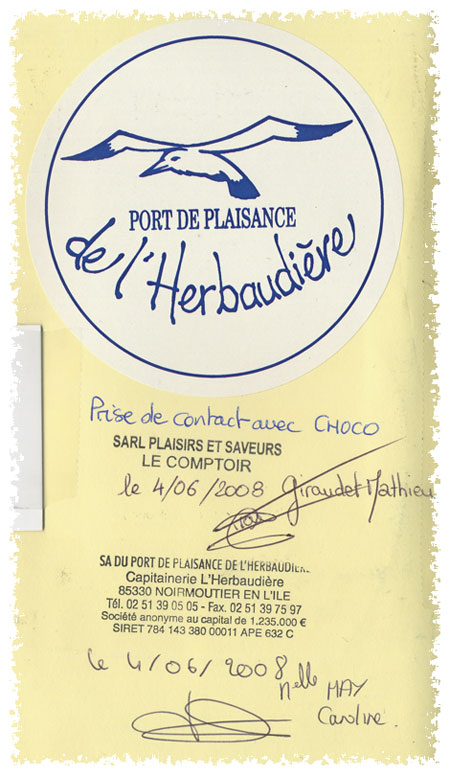 PORT DE PLAISANCE
de l'Herbaudière
Prise de contact avec CHOCO
SARL PLAISIRS ET SAVEURS
LE COMPTOIR
le 4/06/2008 Giraudet Mathieu
SA DU PORT DE PLAISANCE DE L'HERBAUDIÈRE
Capitainerie L'Herbaudière
85330 NOIRMOUTIER EN L'ILE
Tél. 02 51 39 05 05 - Fax. 02 51 39 75 97
Société anonyme au capital de 1.235.000 €
SIRET 784 143 380 00011 APE 632 C
le 4/06/2008
Melle MAY
Caroline.